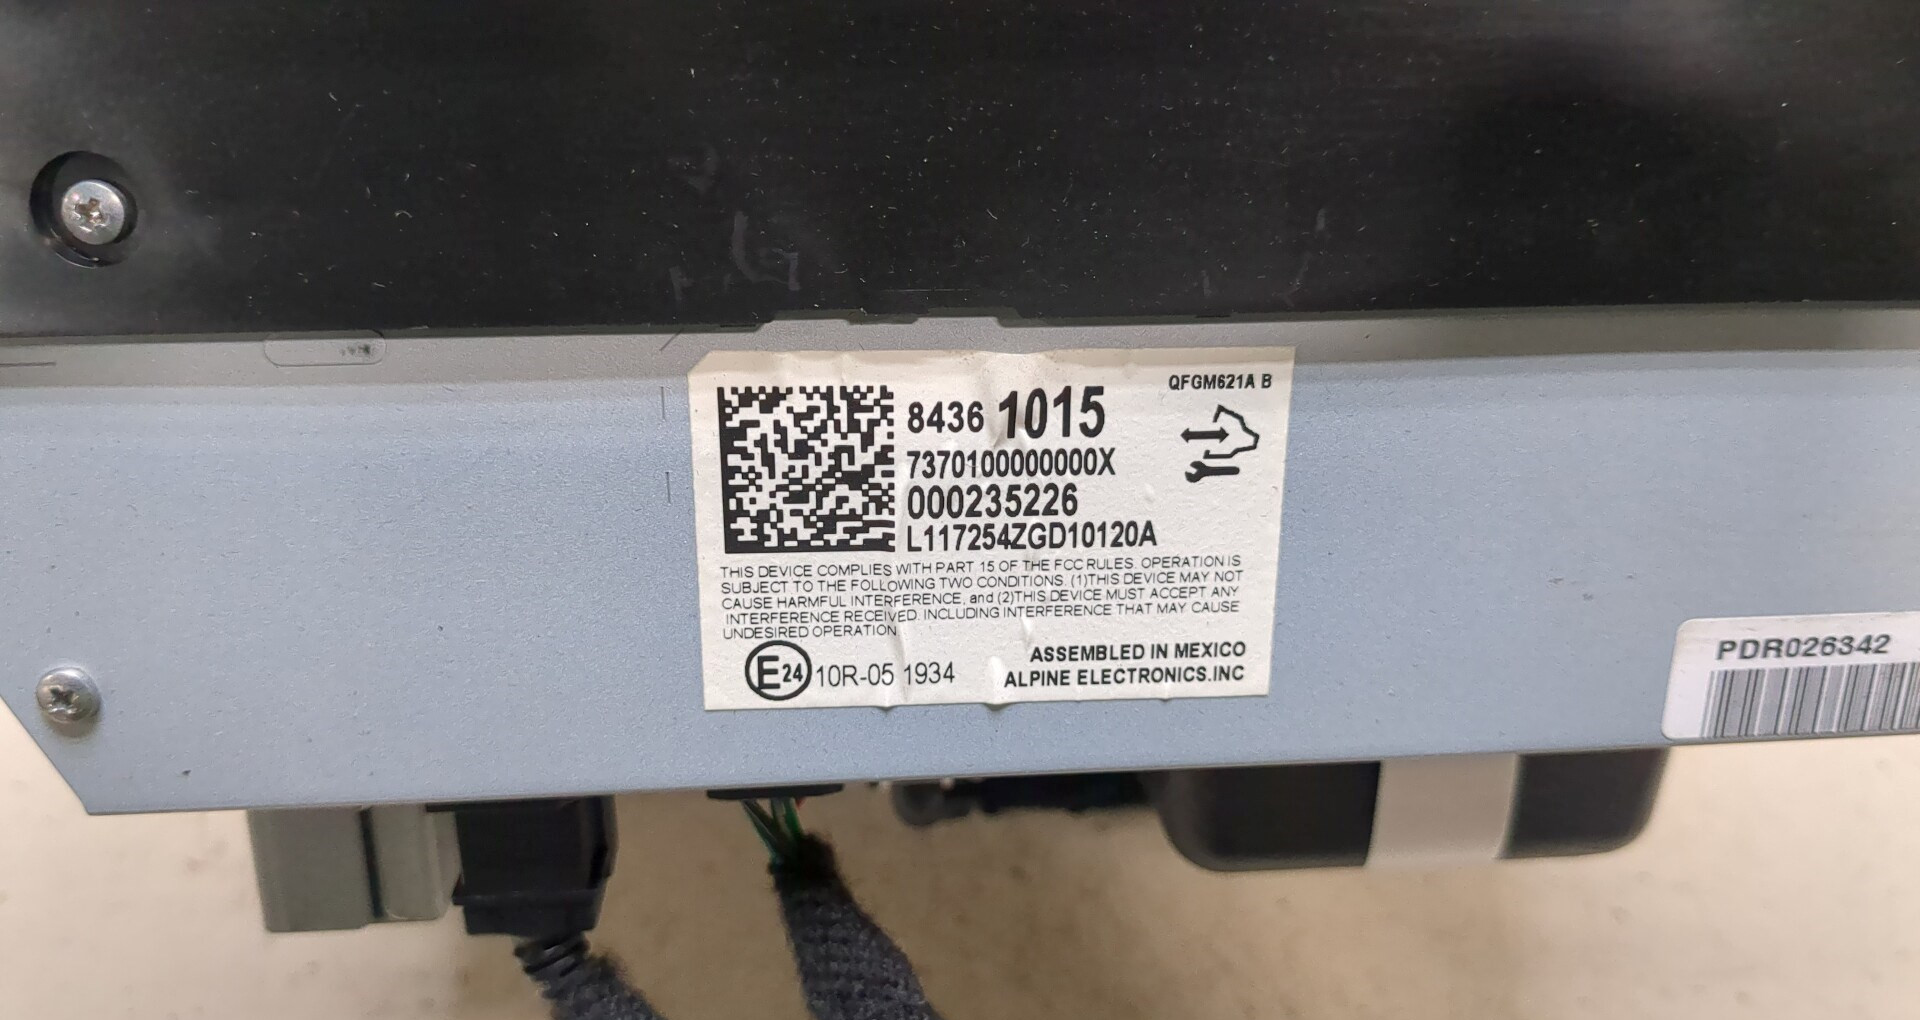 QFGM621A B
8436 1015
7370100000000X
000235226
L117254ZGD10120A
THIS DEVICE COMPLIES WITH PART 15 OF THE FCC RULES. OPERATION IS
SUBJECT TO THE FOLLOWING TWO CONDITIONS. (1)THIS DEVICE MAY NOT
CAUSE HARMFUL INTERFERENCE, and (2)THIS DEVICE MUST ACCEPT ANY
INTERFERENCE RECEIVED. INCLUDING INTERFERENCE THAT MAY CAUSE
UNDESIRED OPERATION
E24 10R-05 1934
ASSEMBLED IN MEXICO
ALPINE ELECTRONICS.INC
PDR026342